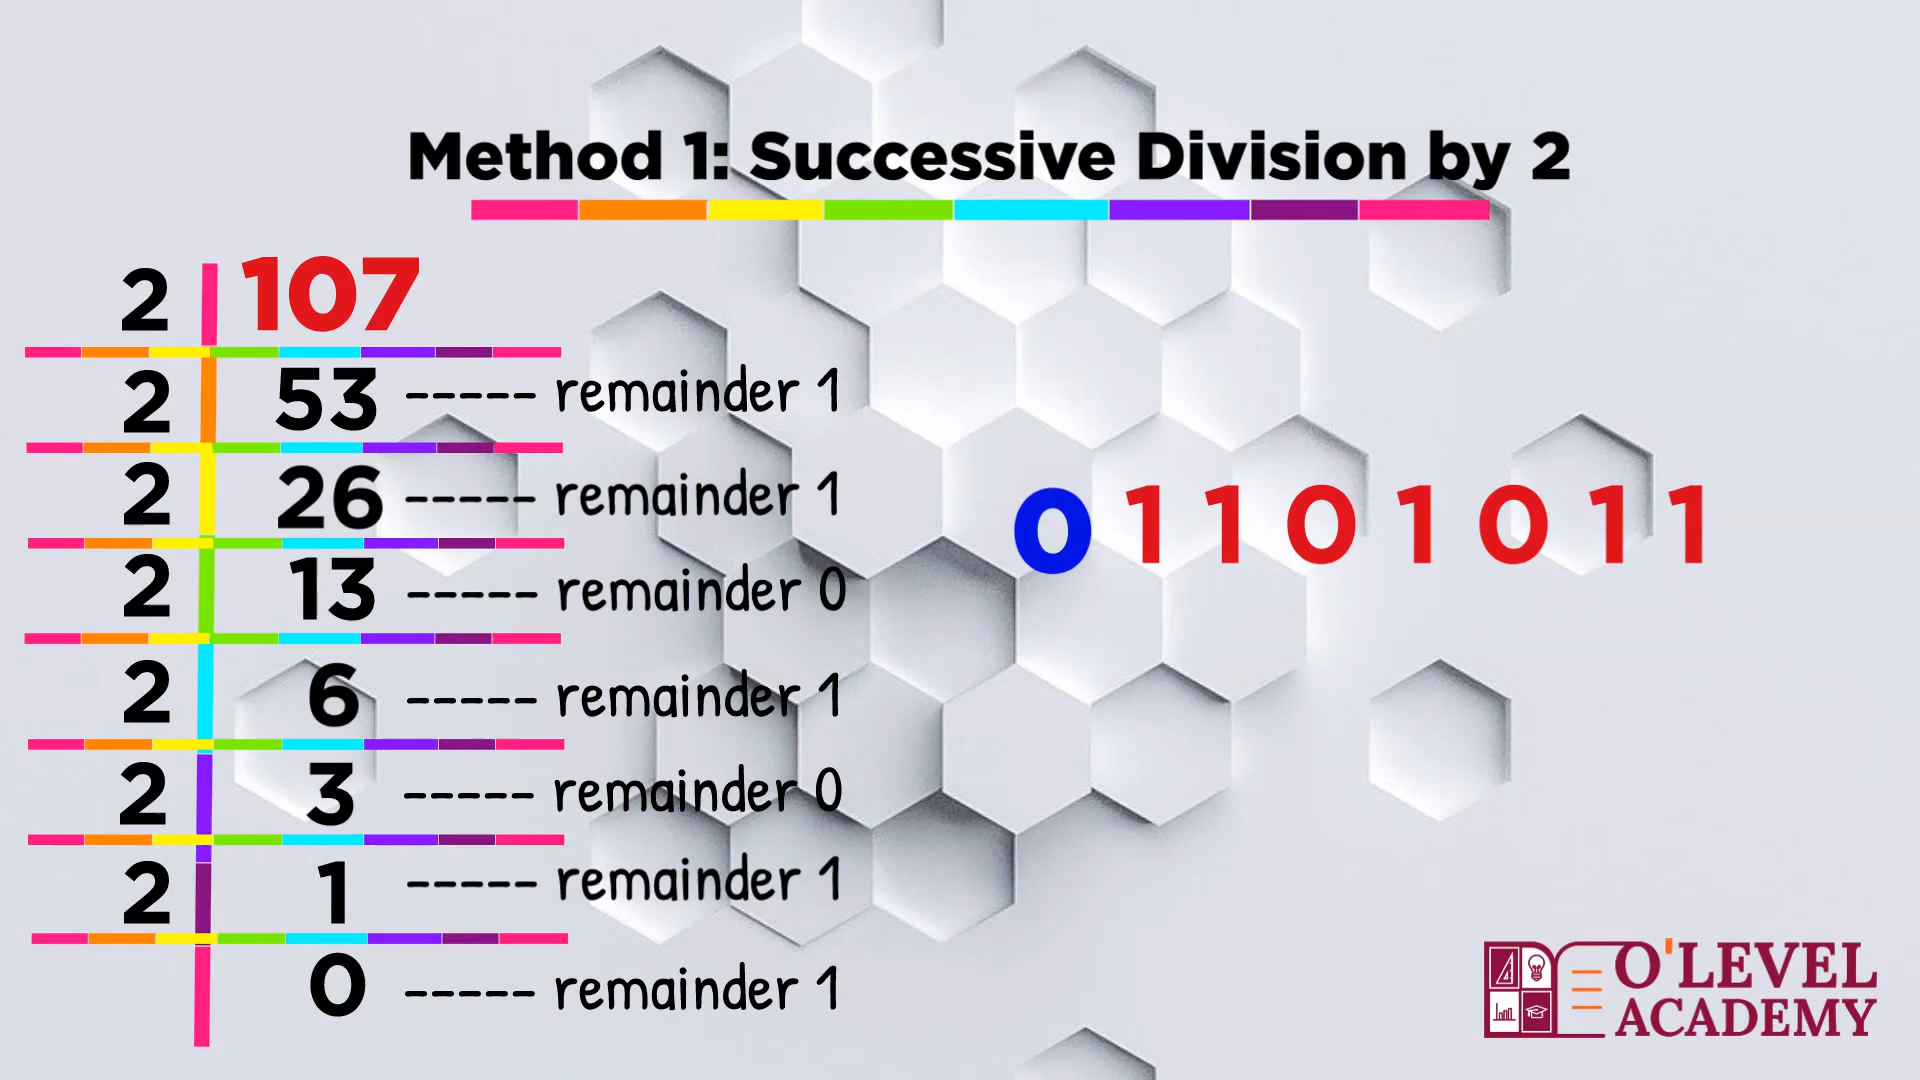 Method 1: Successive Division by 2
2 107
2 53 ----- remainder 1
2 26 ----- remainder 1
2 13 ----- remainder 0
2 6 ----- remainder 1
2 3 ----- remainder 0
2 1 ----- remainder 1
0 ----- remainder 1
0 1 1 0 1 0 1 1
O'LEVEL
ACADEMY